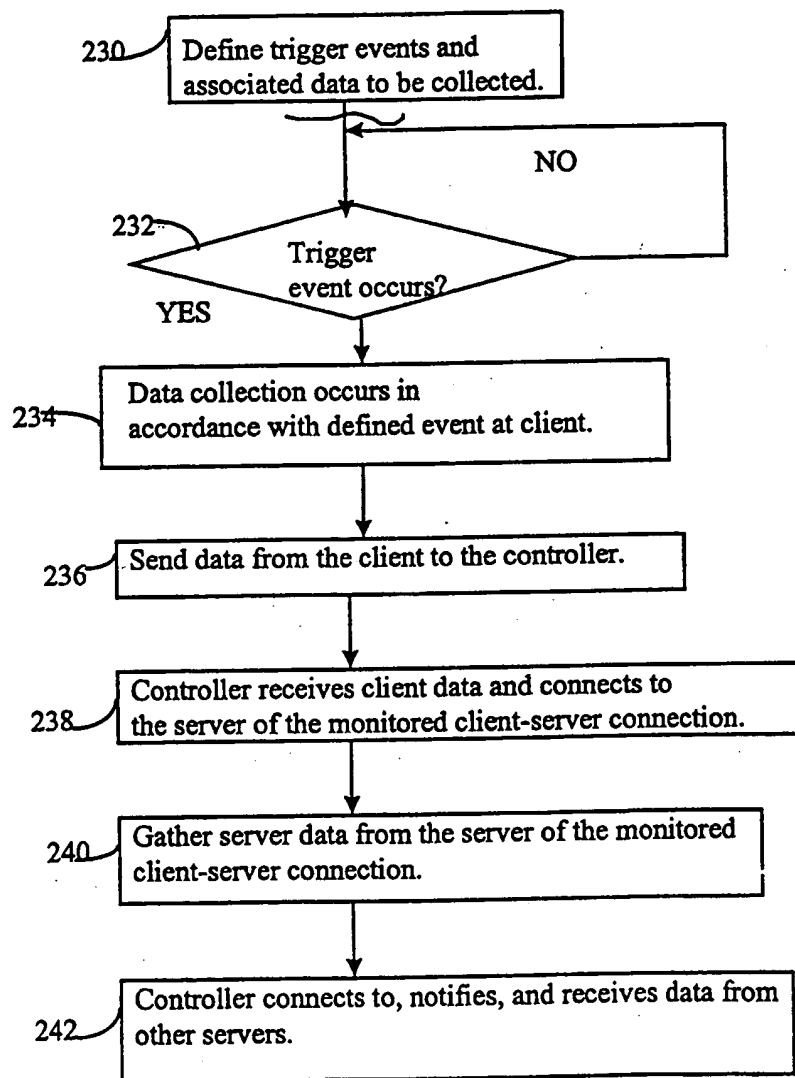 230
Define trigger events and
associated data to be collected.
NO
232
Trigger
event occurs?
YES
234
Data collection occurs in
accordance with defined event at client.
236
Send data from the client to the controller.
238
Controller receives client data and connects to
the server of the monitored client-server connection.
240
Gather server data from the server of the monitored
client-server connection.
242
Controller connects to, notifies, and receives data from
other servers.